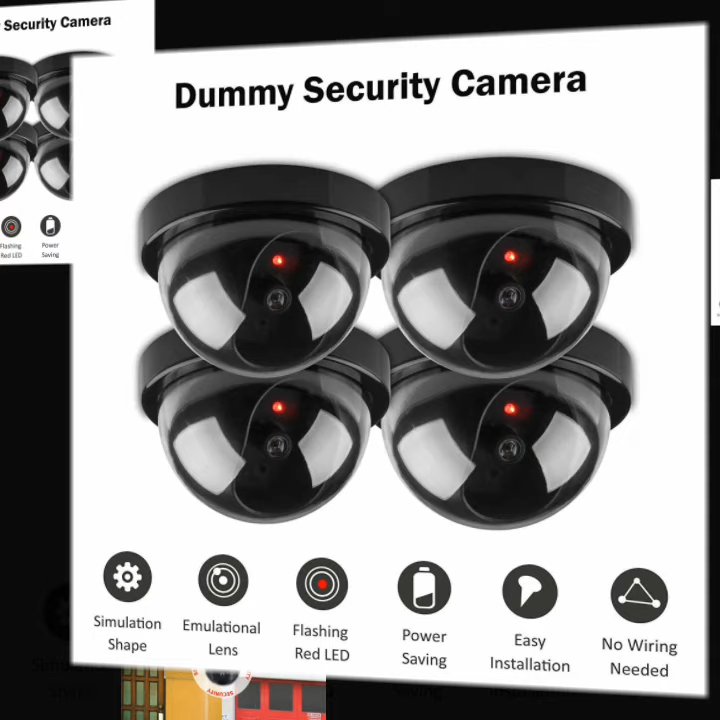 Security Camera
Dummy Security Camera
Flashing
Red LED
Power
Saving
Simulation
Shape
Emulational
Lens
Flashing
Red LED
Power
Saving
Easy
Installation
No Wiring
Needed
SECURITY